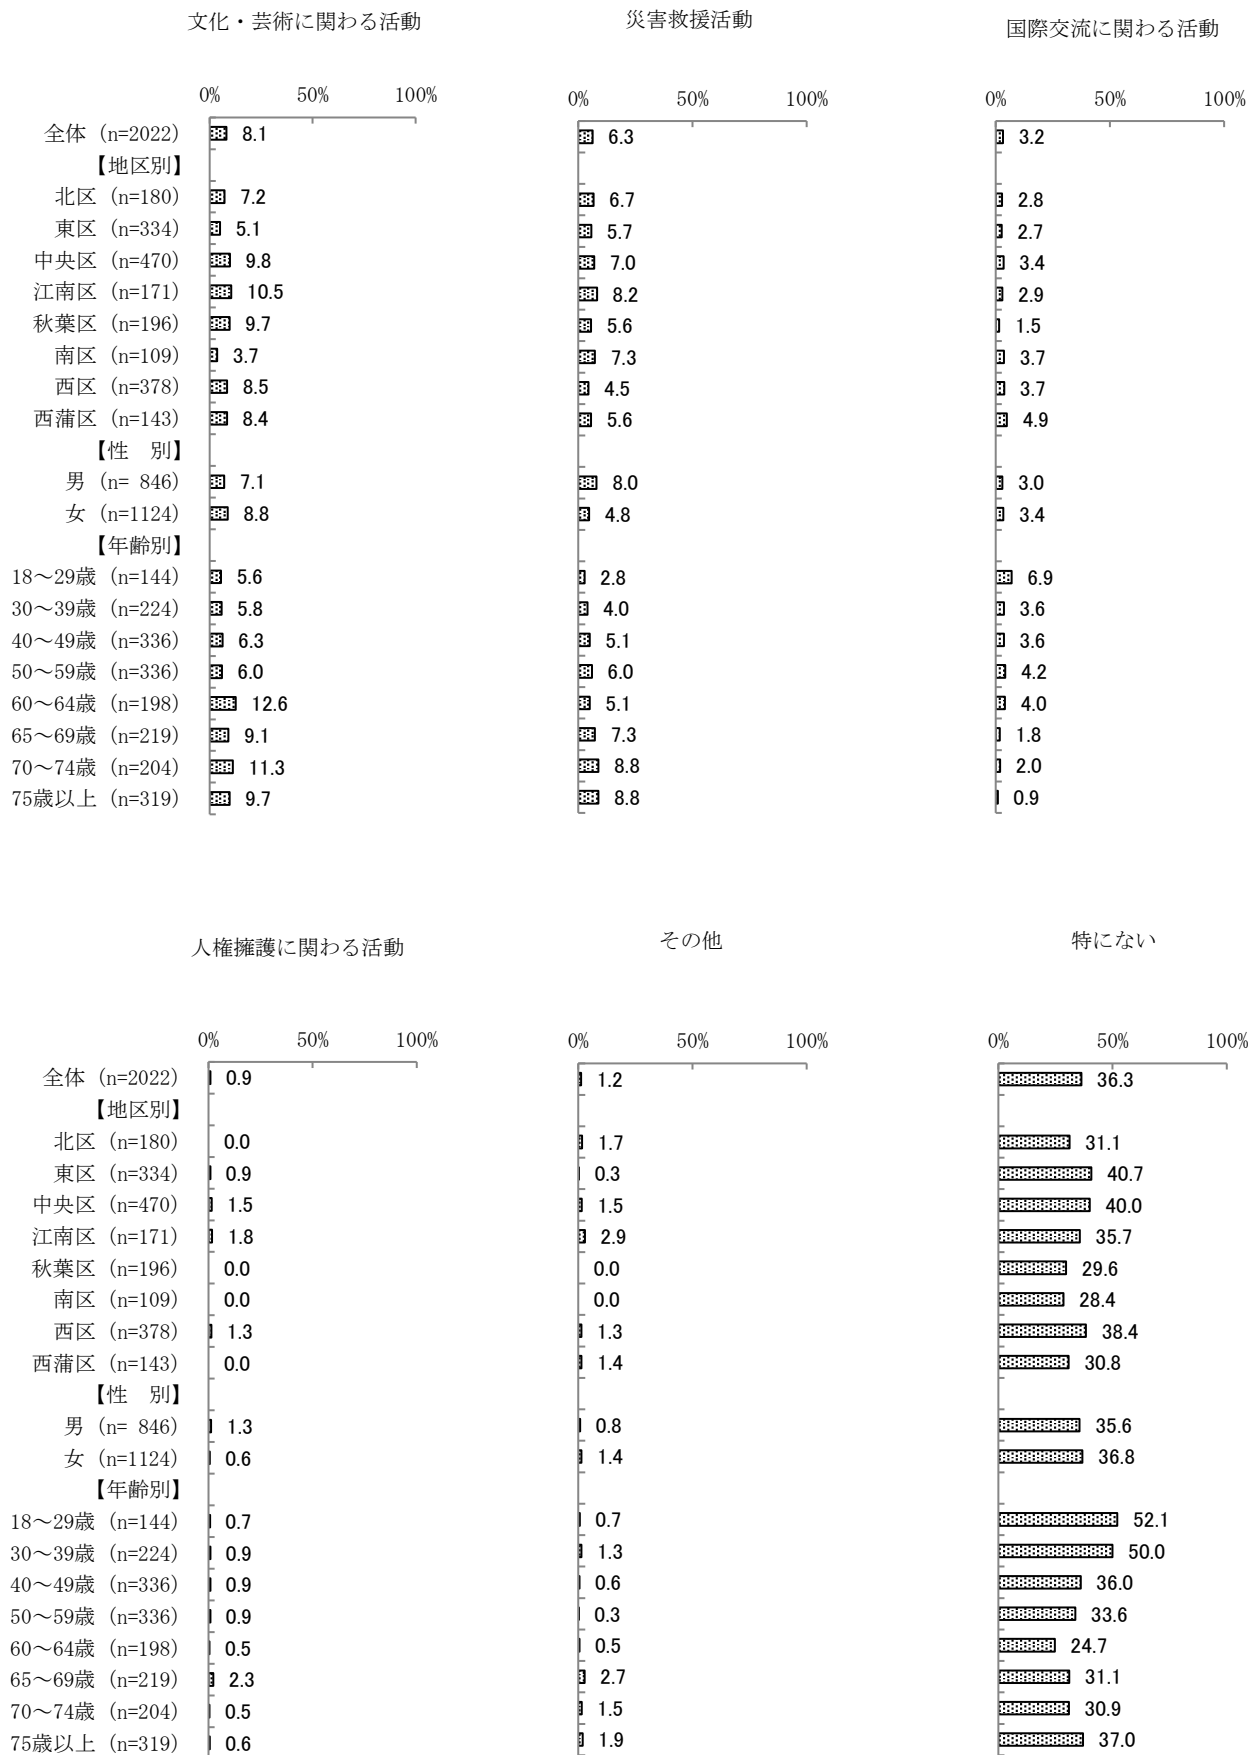 文化・芸術に関わる活動 災害救援活動 国際交流に関わる活動
0% 50% 100% 0% 50% 100% 0% 50% 100%
全体 (n=2022) 8.1 6.3 3.2
【地区別】
北区 (n=180) 7.2 6.7 2.8
東区 (n=334) 5.1 5.7 2.7
中央区 (n=470) 9.8 7.0 3.4
江南区 (n=171) 10.5 8.2 2.9
秋葉区 (n=196) 9.7 5.6 1.5
南区 (n=109) 3.7 7.3 3.7
西区 (n=378) 8.5 4.5 3.7
西蒲区 (n=143) 8.4 5.6 4.9
【性　別】
男 (n= 846) 7.1 8.0 3.0
女 (n=1124) 8.8 4.8 3.4
【年齢別】
18～29歳 (n=144) 5.6 2.8 6.9
30～39歳 (n=224) 5.8 4.0 3.6
40～49歳 (n=336) 6.3 5.1 3.6
50～59歳 (n=336) 6.0 6.0 4.2
60～64歳 (n=198) 12.6 5.1 4.0
65～69歳 (n=219) 9.1 7.3 1.8
70～74歳 (n=204) 11.3 8.8 2.0
75歳以上 (n=319) 9.7 8.8 0.9
人権擁護に関わる活動 その他 特にない
0% 50% 100% 0% 50% 100% 0% 50% 100%
全体 (n=2022) 0.9 1.2 36.3
【地区別】
北区 (n=180) 0.0 1.7 31.1
東区 (n=334) 0.9 0.3 40.7
中央区 (n=470) 1.5 1.5 40.0
江南区 (n=171) 1.8 2.9 35.7
秋葉区 (n=196) 0.0 0.0 29.6
南区 (n=109) 0.0 0.0 28.4
西区 (n=378) 1.3 1.3 38.4
西蒲区 (n=143) 0.0 1.4 30.8
【性　別】
男 (n= 846) 1.3 0.8 35.6
女 (n=1124) 0.6 1.4 36.8
【年齢別】
18～29歳 (n=144) 0.7 0.7 52.1
30～39歳 (n=224) 0.9 1.3 50.0
40～49歳 (n=336) 0.9 0.6 36.0
50～59歳 (n=336) 0.9 0.3 33.6
60～64歳 (n=198) 0.5 0.5 24.7
65～69歳 (n=219) 2.3 2.7 31.1
70～74歳 (n=204) 0.5 1.5 30.9
75歳以上 (n=319) 0.6 1.9 37.0